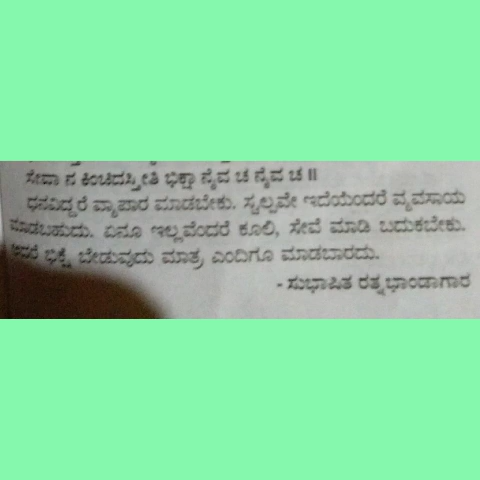 ಸೇವಾ ನ ಕಿಂಚಿದಸ್ತೀತಿ ಭಿಕ್ಷಾ ನೈವ ಚ ನೈವ ಚ ॥
ಧನವಿದ್ದರೆ ವ್ಯಾಪಾರ ಮಾಡಬೇಕು. ಸ್ವಲ್ಪವೇ ಇದೆಯೆಂದರೆ ವ್ಯವಸಾಯ
ಮಾಡಬಹುದು. ಏನೂ ಇಲ್ಲವೆಂದರೆ ಕೂಲಿ, ಸೇವೆ ಮಾಡಿ ಬದುಕಬೇಕು.
ಆದರೆ ಭಿಕ್ಷೆ ಬೇಡುವುದು ಮಾತ್ರ ಎಂದಿಗೂ ಮಾಡಬಾರದು.
- ಸುಭಾಷಿತ ರತ್ನಭಾಂಡಾಗಾರ